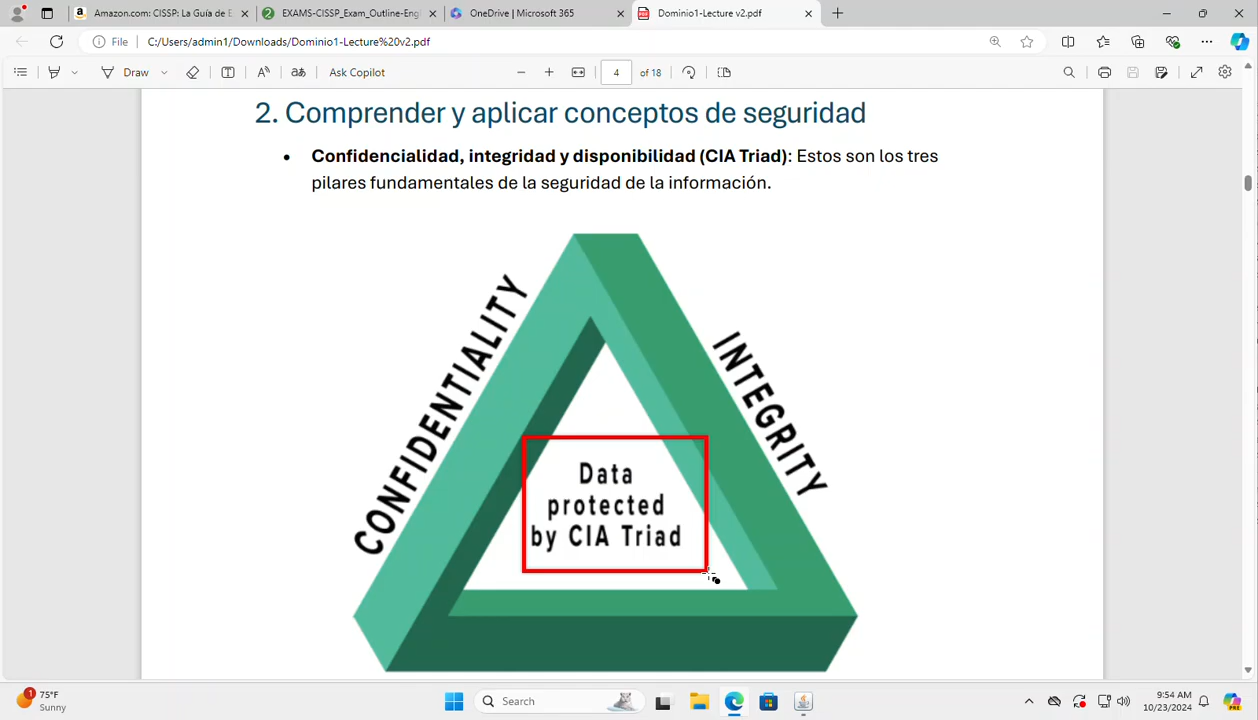 Amazon.com: CISSP: La Guía de E
EXAMS-CISSP_Exam_Outline-Engl
OneDrive | Microsoft 365
Dominio1-Lecture v2.pdf
File
C:/Users/admin1/Downloads/Dominio1-Lecture%20v2.pdf
Draw
Ask Copilot
4 of 18
2. Comprender y aplicar conceptos de seguridad
• Confidencialidad, integridad y disponibilidad (CIA Triad): Estos son los tres
pilares fundamentales de la seguridad de la información.
CONFIDENTIALITY
INTEGRITY
Data
protected
by CIA Triad
1
75°F
Sunny
Search
9:54 AM
10/23/2024
PRE